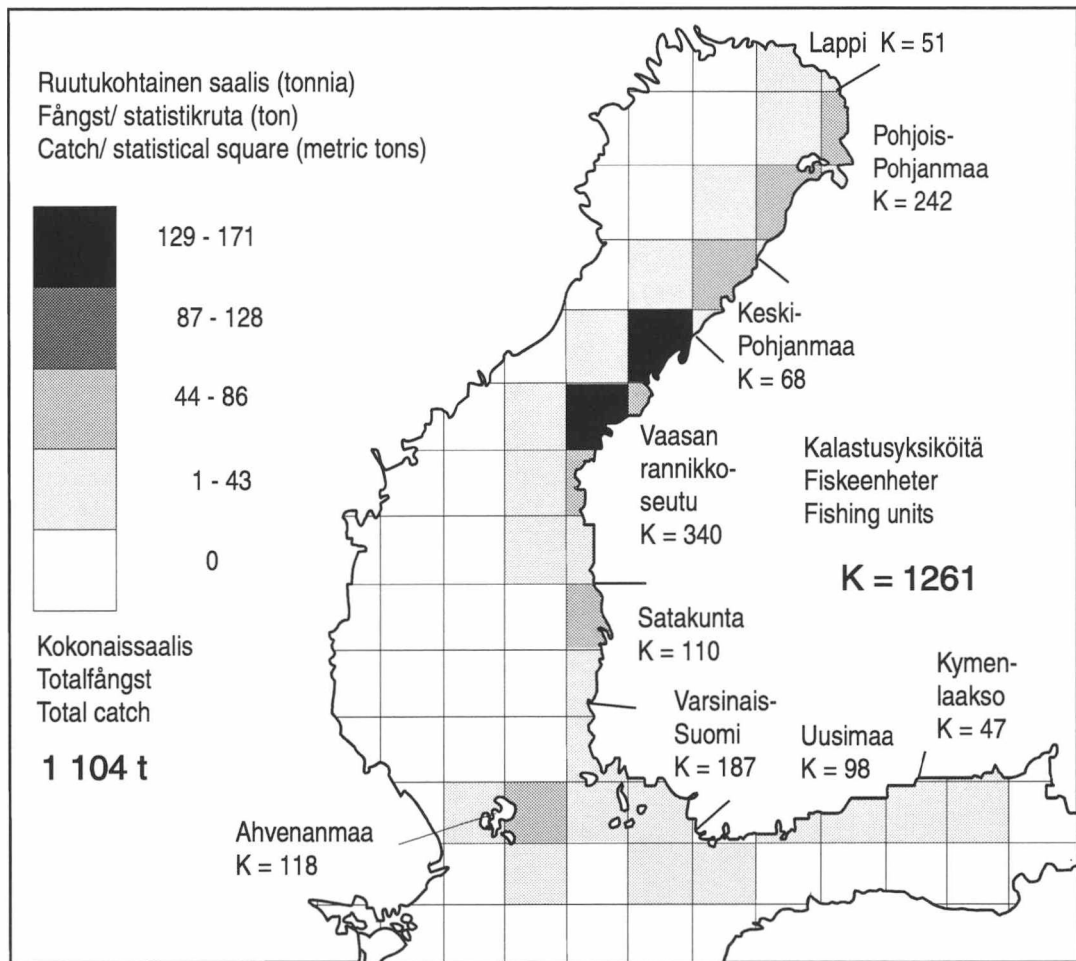 Ruutukohtainen saalis (tonnia)
Fångst/ statistikruta (ton)
Catch/ statistical square (metric tons)
129 - 171
87 - 128
44 - 86
1 - 43
0
Kokonaissaalis
Totalfångst
Total catch
1 104 t
Lappi K = 51
Pohjois-
Pohjanmaa
K = 242
Keski-
Pohjanmaa
K = 68
Vaasan
rannikko-
seutu
K = 340
Kalastusyksiköitä
Fiskeenheter
Fishing units
K = 1261
Satakunta
K = 110
Varsinais-
Suomi
K = 187
Uusimaa
K = 98
Kymen-
laakso
K = 47
Ahvenanmaa
K = 118